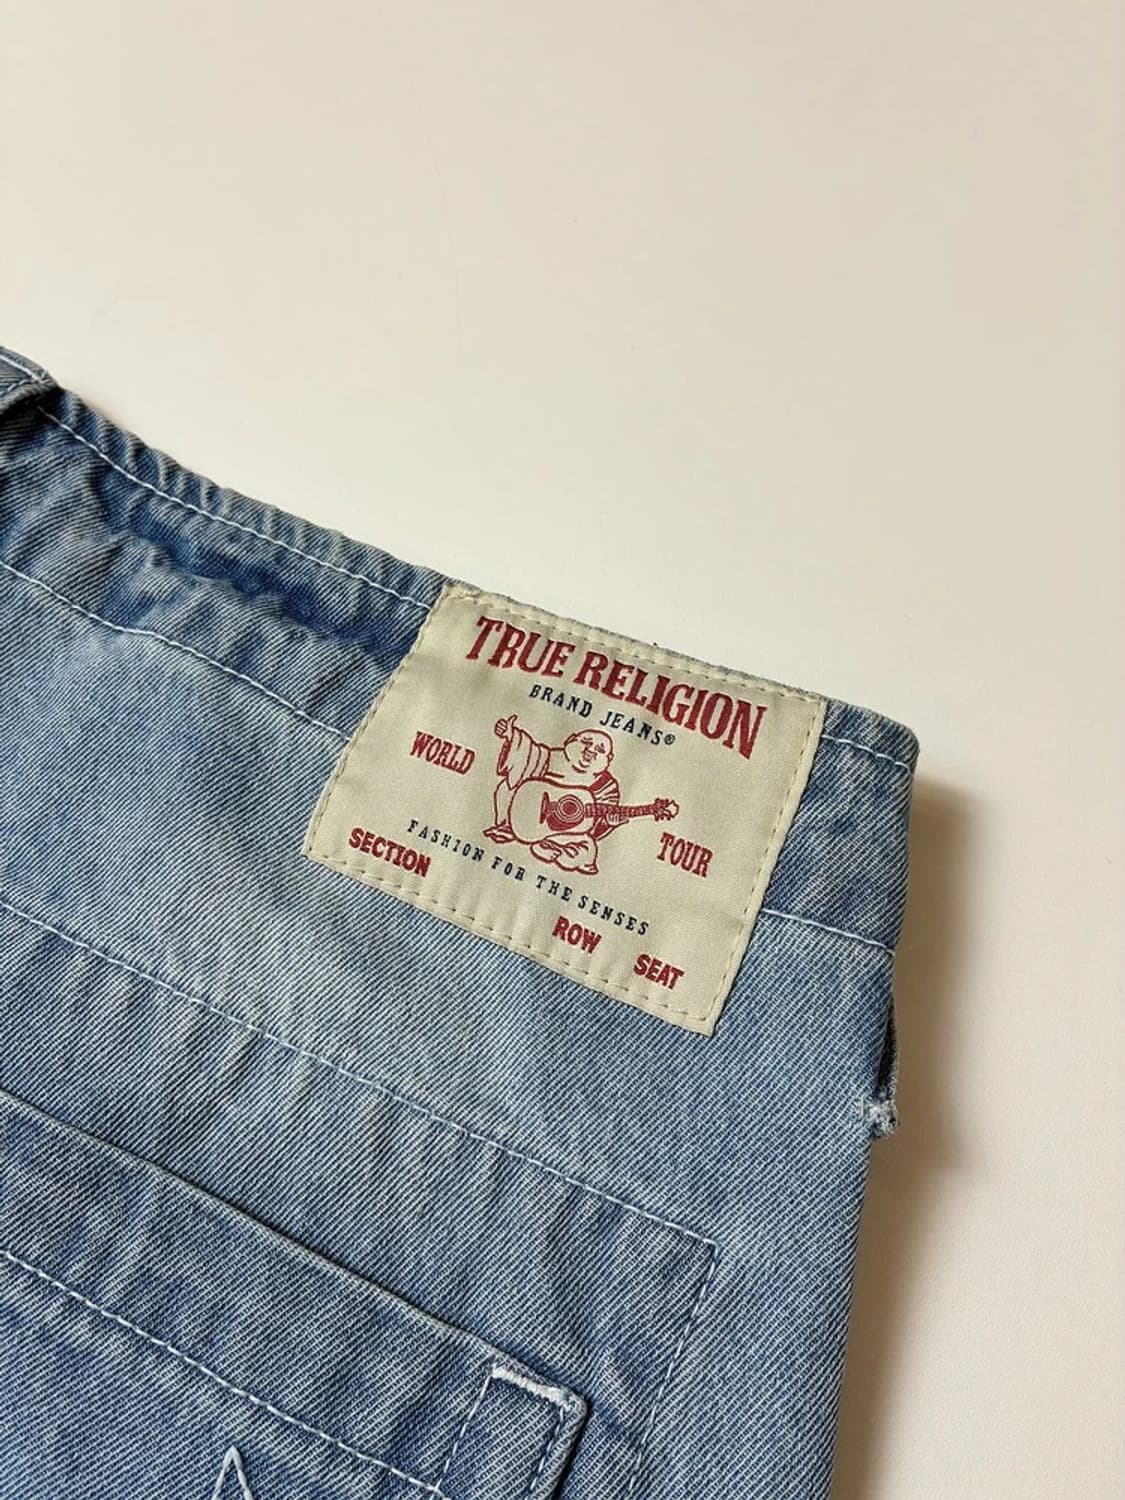 TRUE RELIGION
BRAND JEANS®
WORLD TOUR
FASHION FOR THE SENSES
SECTION ROW SEAT